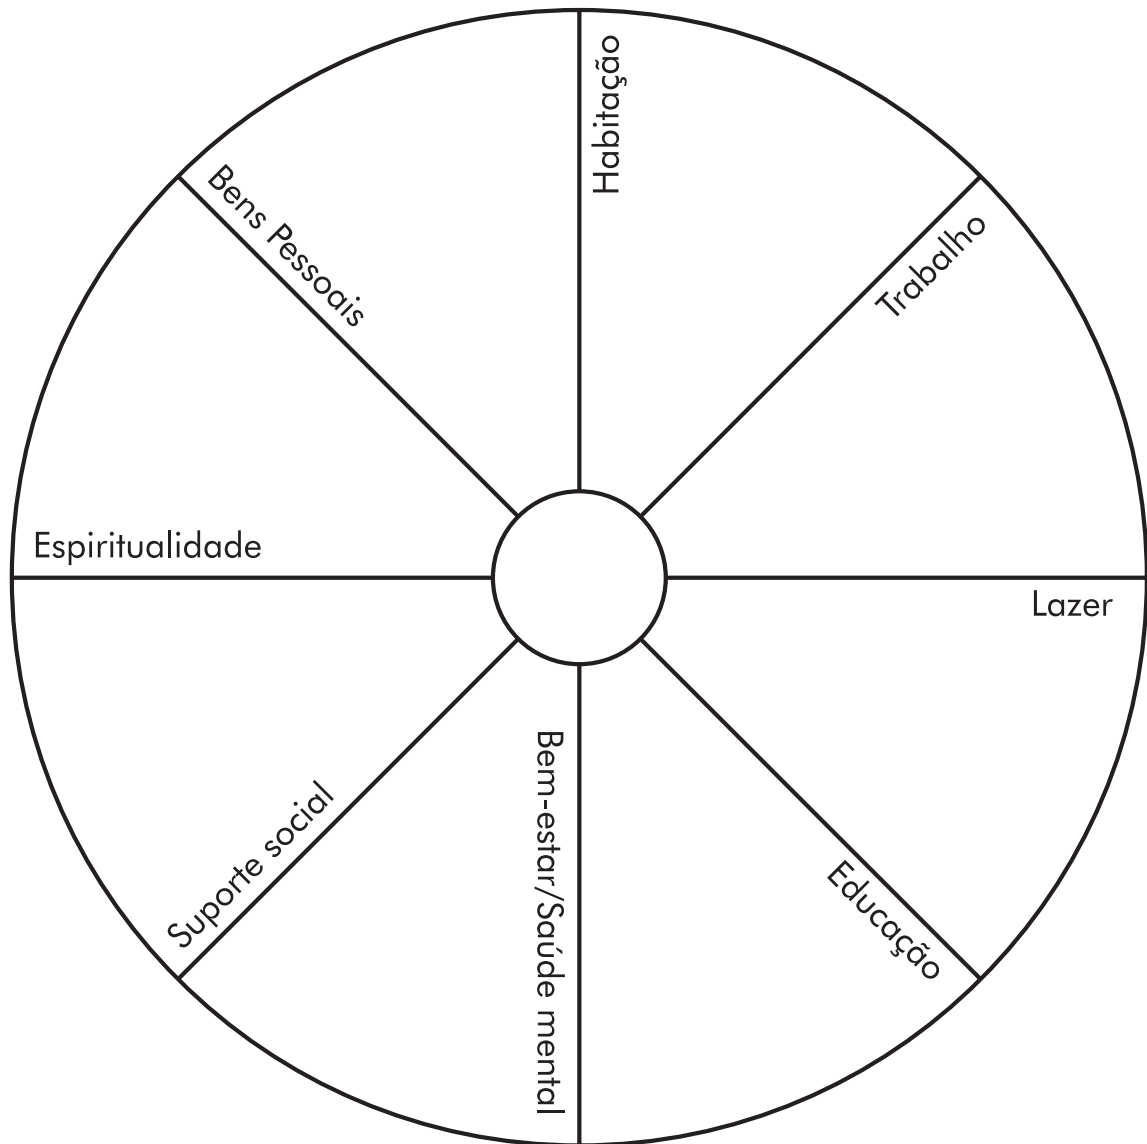 Habitação
Trabalho
Lazer
Educação
Bem-estar/Saúde mental
Suporte social
Espiritualidade
Bens Pessoais